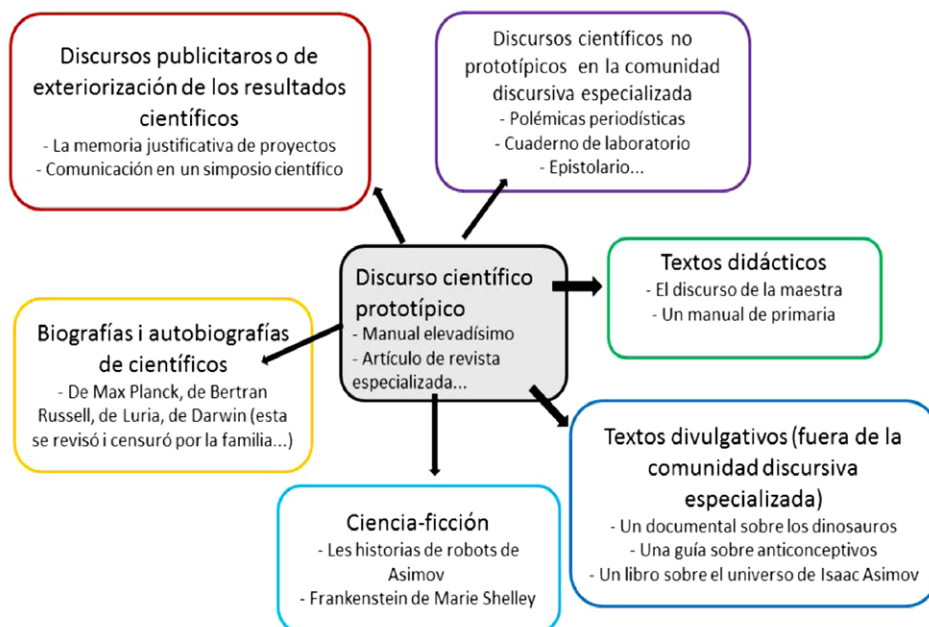 Discursos publicitaros o de
exteriorización de los resultados
científicos
- La memoria justificativa de proyectos
- Comunicación en un simposio científico
Discursos científicos no
prototípicos en la comunidad
discursiva especializada
- Polémicas periodísticas
- Cuaderno de laboratorio
- Epistolario...
Discurso científico
prototípico
- Manual elevadísimo
- Artículo de revista
especializada...
Textos didácticos
- El discurso de la maestra
- Un manual de primaria
Biografías i autobiografías
de científicos
- De Max Planck, de Bertran
Russell, de Luria, de Darwin (esta
se revisó i censuró por la familia...)
Ciencia-ficción
- Les historias de robots de
Asimov
- Frankenstein de Marie Shelley
Textos divulgativos (fuera de la
comunidad discursiva
especializada)
- Un documental sobre los dinosauros
- Una guía sobre anticonceptivos
- Un libro sobre el universo de Isaac Asimov